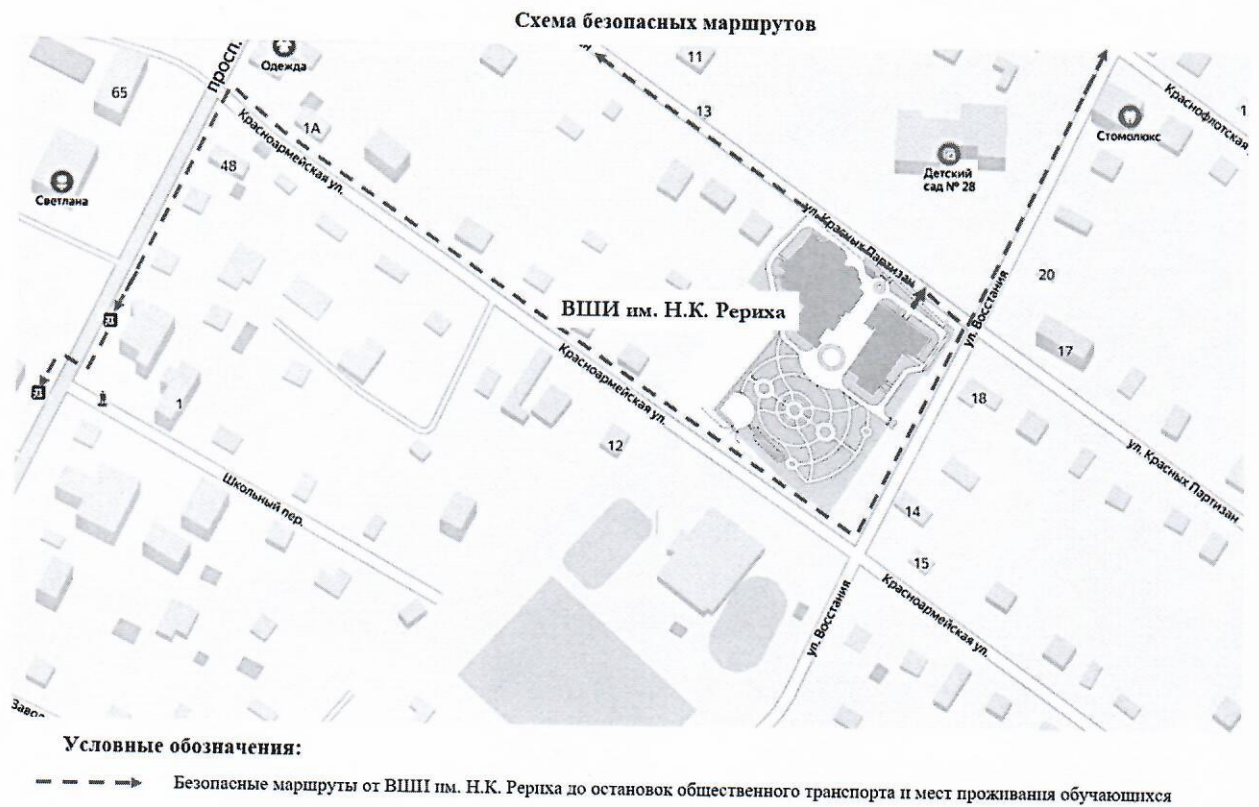 Схема безопасных маршрутов
просп.
Одежда
11
13
65
1А
48
Красноармейская ул.
Светлана
Детский
сад № 28
Стомолюкс
Краснофлотская
1
ул. Красных Партизан
ул. Восстания
20
ВШИ им. Н.К. Рериха
17
18
Красноармейская ул.
12
1
Школьный пер.
ул. Красных Партизан
14
15
ул. Восстания
Красноармейская ул.
Завод
Условные обозначения:
Безопасные маршруты от ВШИ им. Н.К. Рериха до остановок общественного транспорта и мест проживания обучающихся